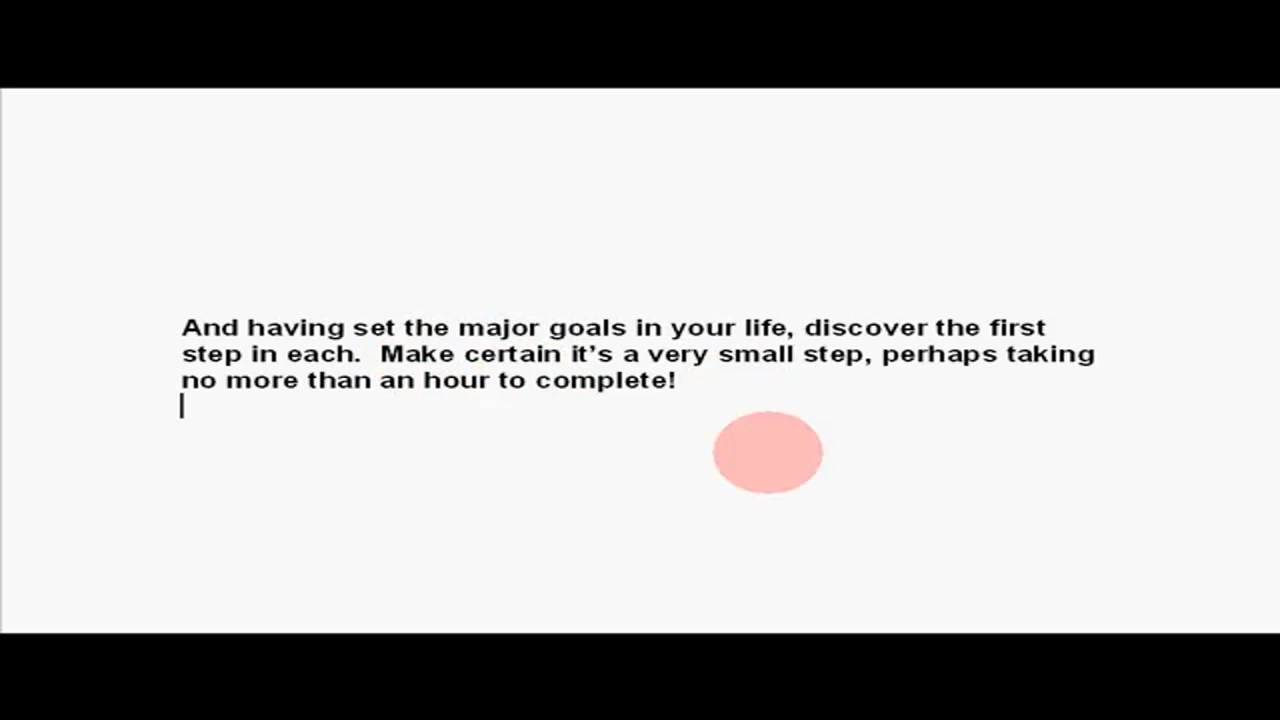 And having set the major goals in your life, discover the first
step in each.  Make certain it’s a very small step, perhaps taking
no more than an hour to complete!